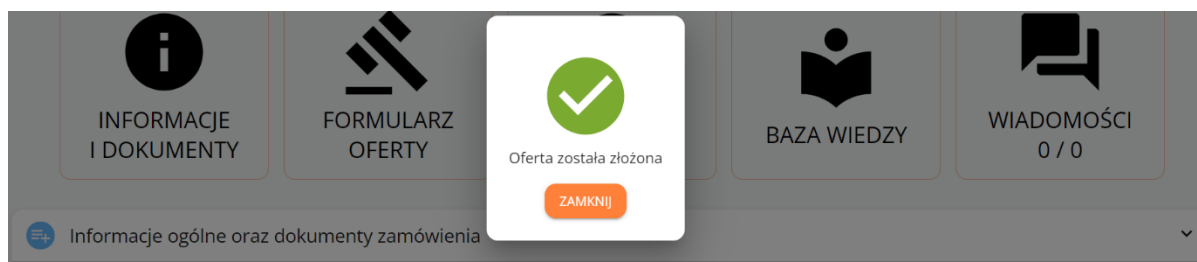 INFORMACJE
I DOKUMENTY
FORMULARZ
OFERTY
Oferta została złożona
ZAMKNIJ
BAZA WIEDZY
WIADOMOŚCI
0 / 0
Informacje ogólne oraz dokumenty zamówienia